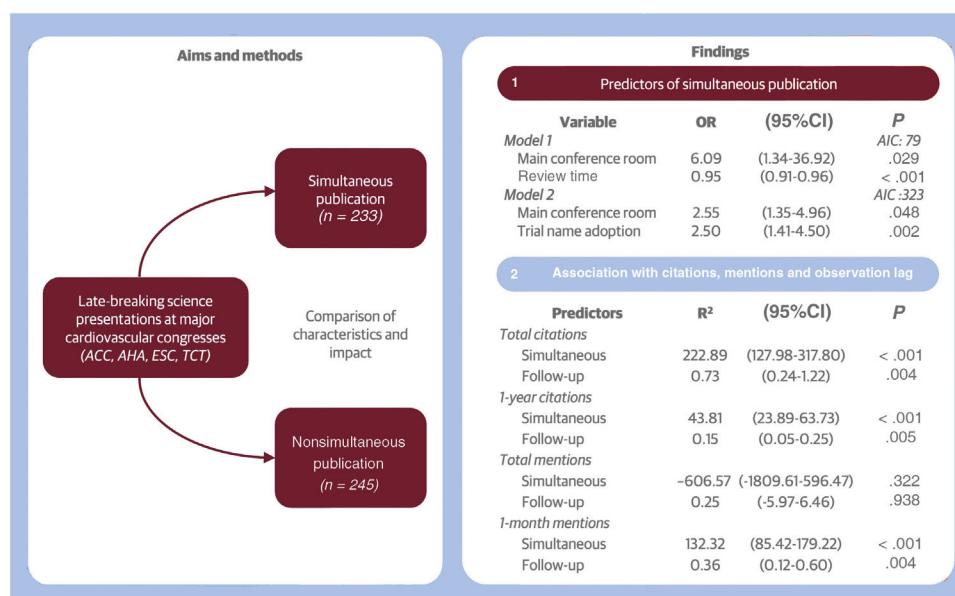 Aims and methods
Simultaneous
publication
(n = 233)
Late-breaking science
presentations at major
cardiovascular congresses
(ACC, AHA, ESC, TCT)
Comparison of
characteristics and
impact
Nonsimultaneous
publication
(n = 245)
Findings
1 Predictors of simultaneous publication
Variable OR (95%CI) P
Model 1 AIC: 79
Main conference room 6.09 (1.34-36.92) .029
Review time 0.95 (0.91-0.96) < .001
Model 2 AIC :323
Main conference room 2.55 (1.35-4.96) .048
Trial name adoption 2.50 (1.41-4.50) .002
2 Association with citations, mentions and observation lag
Predictors R² (95%CI) P
Total citations
Simultaneous 222.89 (127.98-317.80) < .001
Follow-up 0.73 (0.24-1.22) .004
1-year citations
Simultaneous 43.81 (23.89-63.73) < .001
Follow-up 0.15 (0.05-0.25) .005
Total mentions
Simultaneous −606.57 (-1809.61-596.47) .322
Follow-up 0.25 (-5.97-6.46) .938
1-month mentions
Simultaneous 132.32 (85.42-179.22) < .001
Follow-up 0.36 (0.12-0.60) .004